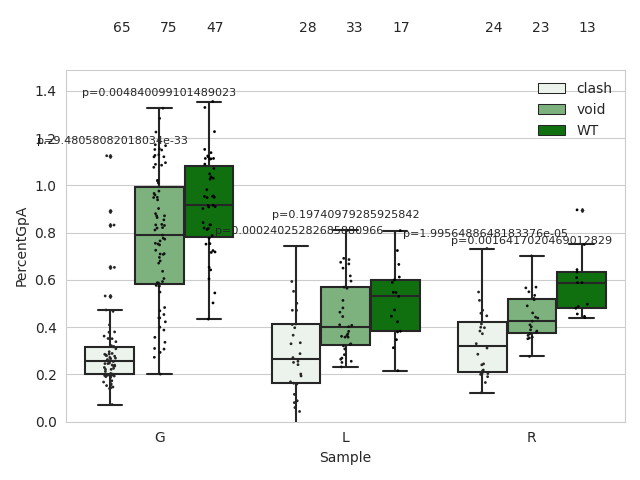 65 75 47 28 33 17 24 23 13
1.4
1.2
1.0
0.8
0.6
0.4
0.2
0.0
PercentGpA
p=0.004840099101489023
p=9.48058082018034e-33
p=0.19740979285925842
p=0.0002402528268580966
p=1.9956488648183376e-05
p=0.0016417020469012829
clash
void
WT
G L R
Sample